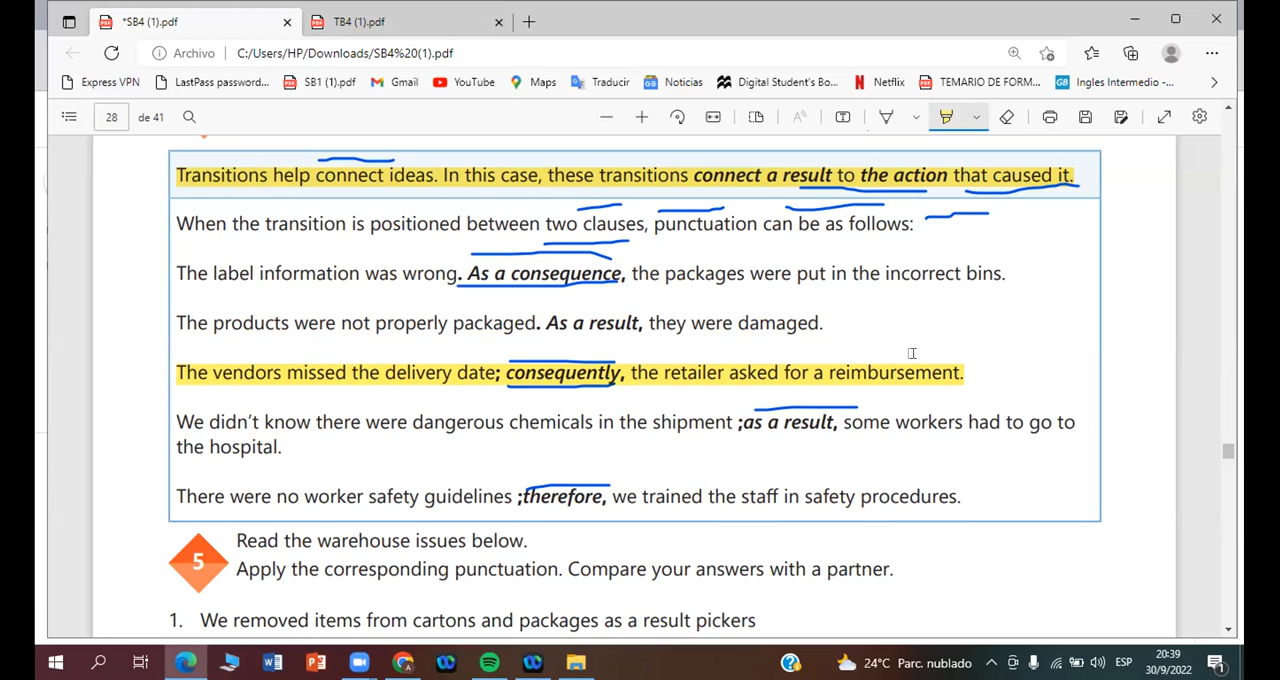 *SB4 (1).pdf
TB4 (1).pdf
Archivo
C:/Users/HP/Downloads/SB4%20(1).pdf
Express VPN
LastPass password...
SB1 (1).pdf
Gmail
YouTube
Maps
Traducir
Noticias
Digital Student's Bo...
Netflix
TEMARIO DE FORM...
Ingles Intermedio -...
28
de 41
Transitions help connect ideas. In this case, these transitions connect a result to the action that caused it.
When the transition is positioned between two clauses, punctuation can be as follows:
The label information was wrong. As a consequence, the packages were put in the incorrect bins.
The products were not properly packaged. As a result, they were damaged.
The vendors missed the delivery date; consequently, the retailer asked for a reimbursement.
We didn't know there were dangerous chemicals in the shipment ;as a result, some workers had to go to
the hospital.
There were no worker safety guidelines ;therefore, we trained the staff in safety procedures.
5
Read the warehouse issues below.
Apply the corresponding punctuation. Compare your answers with a partner.
1. We removed items from cartons and packages as a result pickers
24°C Parc. nublado
ESP
20:39
30/9/2022